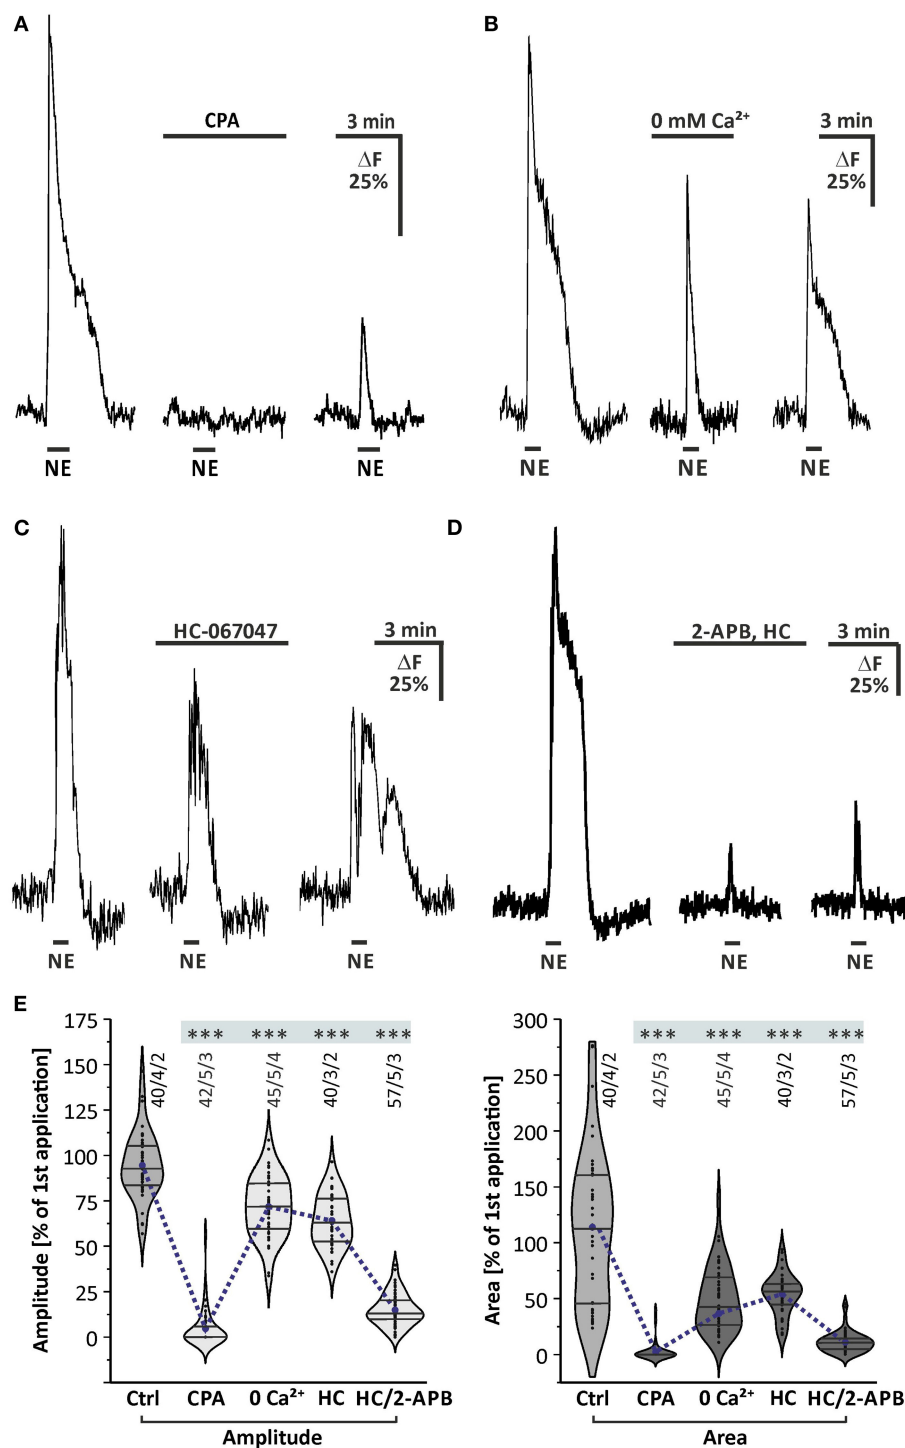 A
CPA
3 min
ΔF
25%
NE
NE
NE
B
0 mM Ca²⁺
3 min
ΔF
25%
NE
NE
NE
C
HC-067047
3 min
ΔF
25%
NE
NE
NE
D
2-APB, HC
3 min
ΔF
25%
NE
NE
NE
E
Amplitude [% of 1st application]
175
150
125
100
75
50
25
0
*** *** *** ***
40/4/2
42/5/3
45/5/4
40/3/2
57/5/3
Ctrl CPA 0 Ca²⁺ HC HC/2-APB
Amplitude
Area [% of 1st application]
300
250
200
150
100
50
0
*** *** *** ***
40/4/2
42/5/3
45/5/4
40/3/2
57/5/3
Ctrl CPA 0 Ca²⁺ HC HC/2-APB
Area